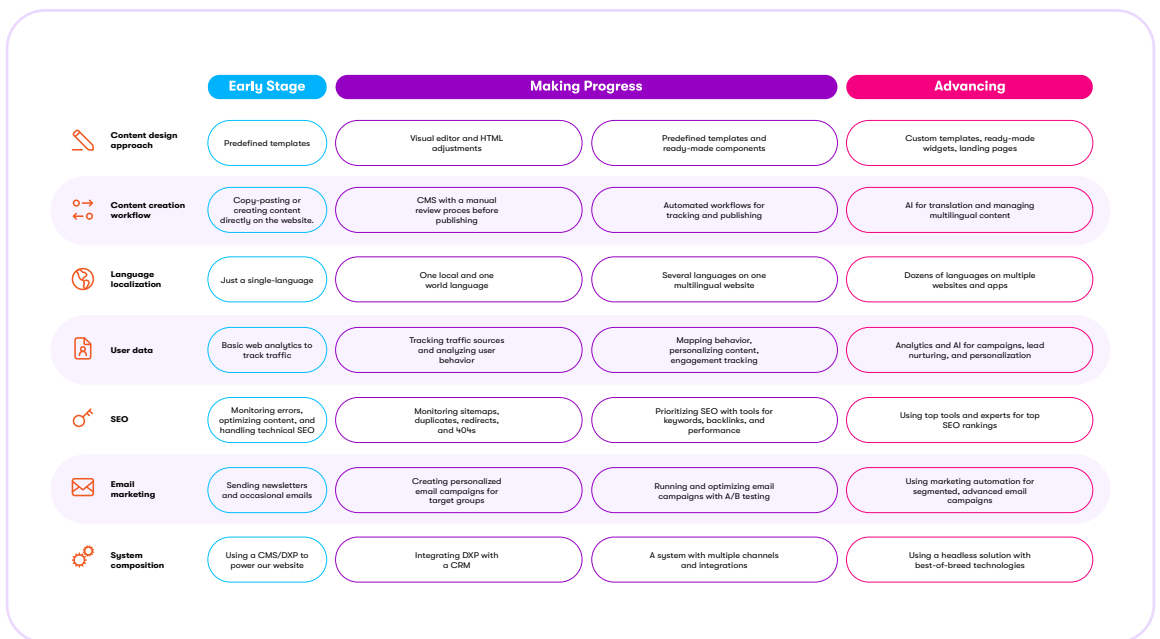 Early Stage
Making Progress
Advancing
Content design
approach
Predefined templates
Visual editor and HTML
adjustments
Predefined templates and
ready-made components
Custom templates, ready-made
widgets, landing pages
Content creation
workflow
Copy-pasting or
creating content
directly on the website.
CMS with a manual
review proces before
publishing
Automated workflows for
tracking and publishing
AI for translation and managing
multilingual content
Language
localization
Just a single-language
One local and one
world language
Several languages on one
multilingual website
Dozens of languages on multiple
websites and apps
User data
Basic web analytics to
track traffic
Tracking traffic sources
and analyzing user
behavior
Mapping behavior,
personalizing content,
engagement tracking
Analytics and AI for campaigns, lead
nurturing, and personalization
SEO
Monitoring errors,
optimizing content, and
handling technical SEO
Monitoring sitemaps,
duplicates, redirects,
and 404s
Prioritizing SEO with tools for
keywords, backlinks, and
performance
Using top tools and experts for top
SEO rankings
Email
marketing
Sending newsletters
and occasional emails
Creating personalized
email campaigns for
target groups
Running and optimizing email
campaigns with A/B testing
Using marketing automation for
segmented, advanced email
campaigns
System
composition
Using a CMS/DXP to
power our website
Integrating DXP with
a CRM
A system with multiple channels
and integrations
Using a headless solution with
best-of-breed technologies